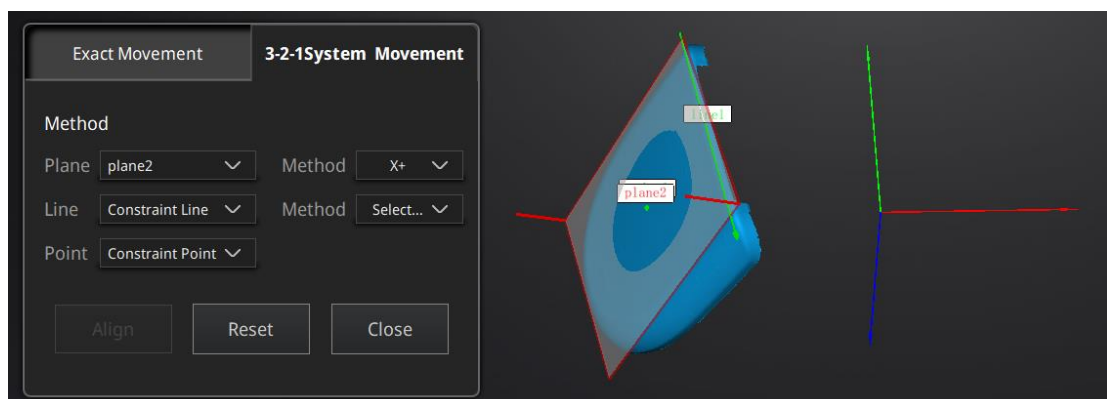 Exact Movement
3-2-1System Movement
Method
Plane plane2 Method X+
Line Constraint Line Method Select...
Point Constraint Point
Align Reset Close
line1
plane2